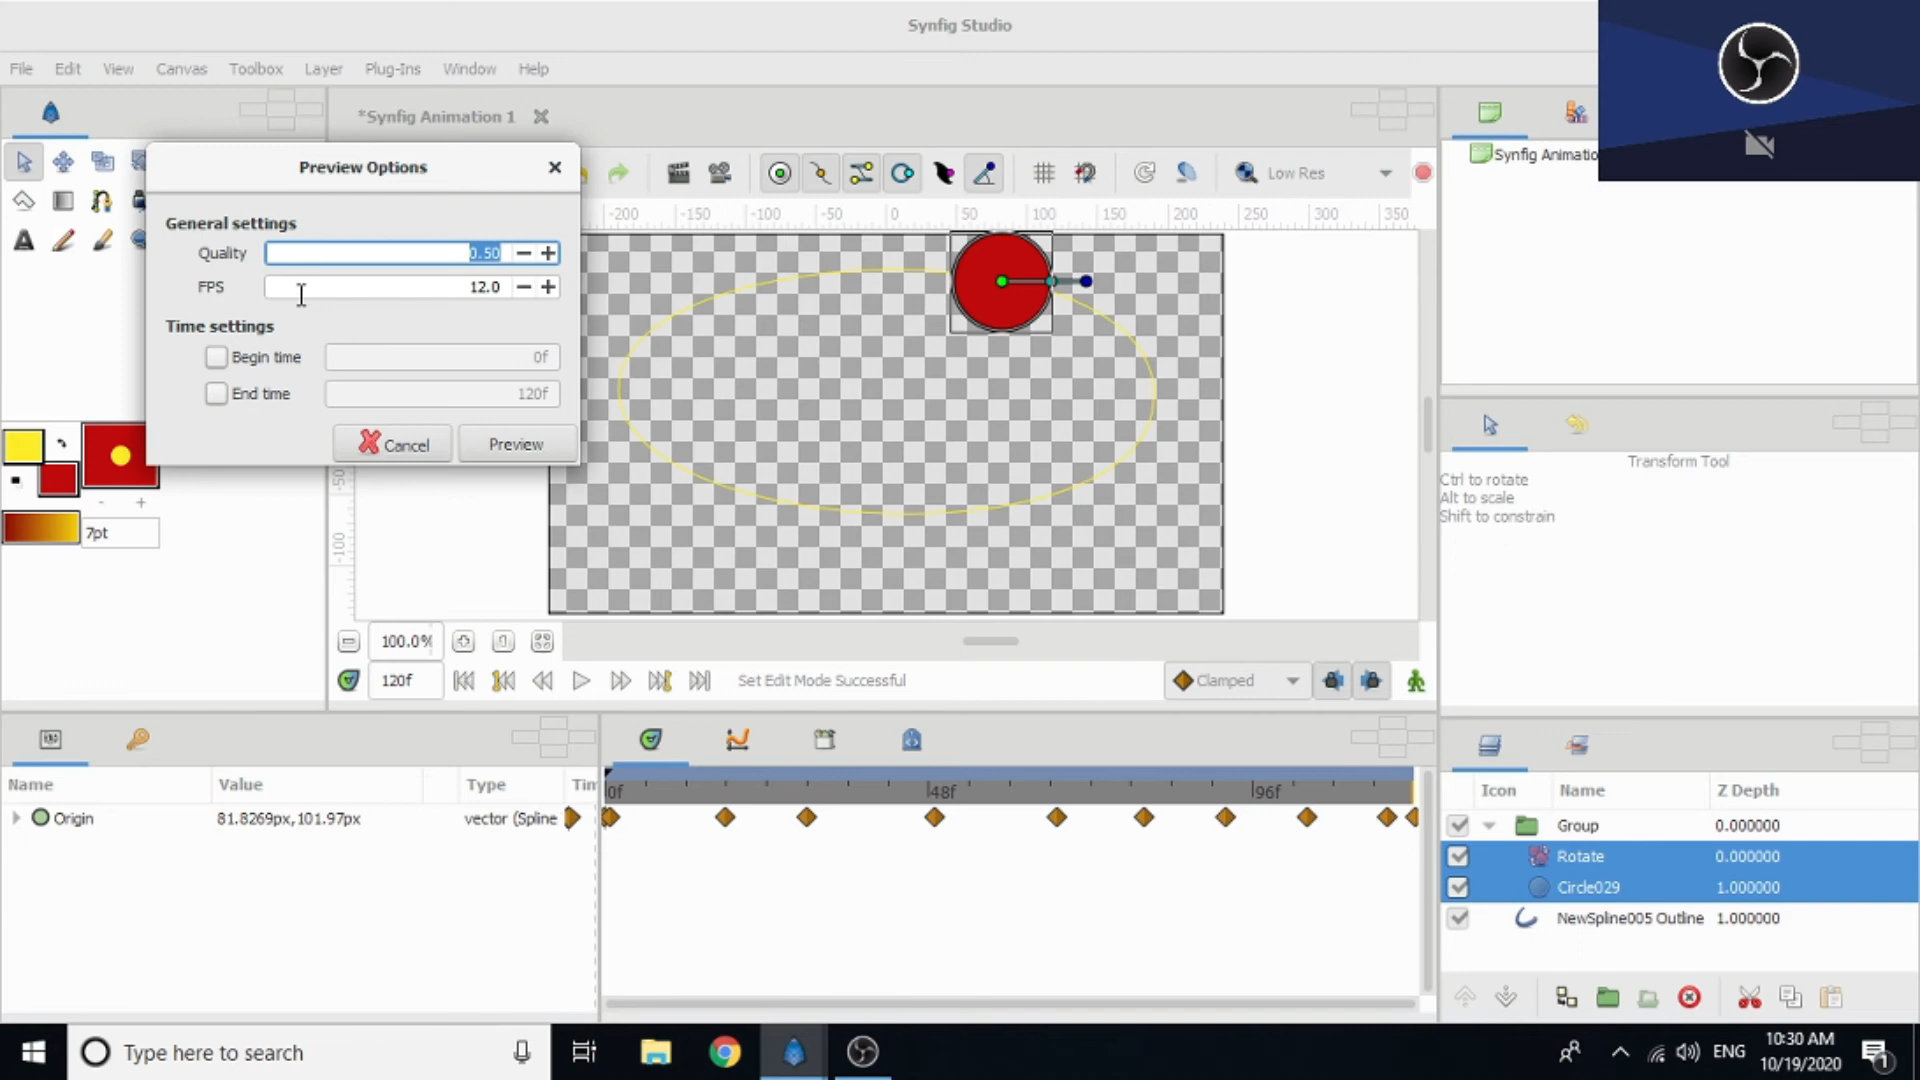 Synfig Studio
File Edit View Canvas Toolbox Layer Plug-Ins Window Help
*Synfig Animation 1
Preview Options
General settings
Quality 0.50
FPS 12.0
Time settings
Begin time 0f
End time 120f
Cancel Preview
Low Res
-200 -150 -100 -50 0 50 100 150 200 250 300 350
-50
-100
7pt
100.0%
120f
Set Edit Mode Successful
Clamped
Synfig Animatio
Transform Tool
Ctrl to rotate
Alt to scale
Shift to constrain
Name Value Type Tim
Origin 81.8269px,101.97px vector (Spline
0f 48f 96f
Icon Name Z Depth
Group 0.000000
Rotate 0.000000
Circle029 1.000000
NewSpline005 Outline 1.000000
Type here to search
ENG
10:30 AM
10/19/2020
1